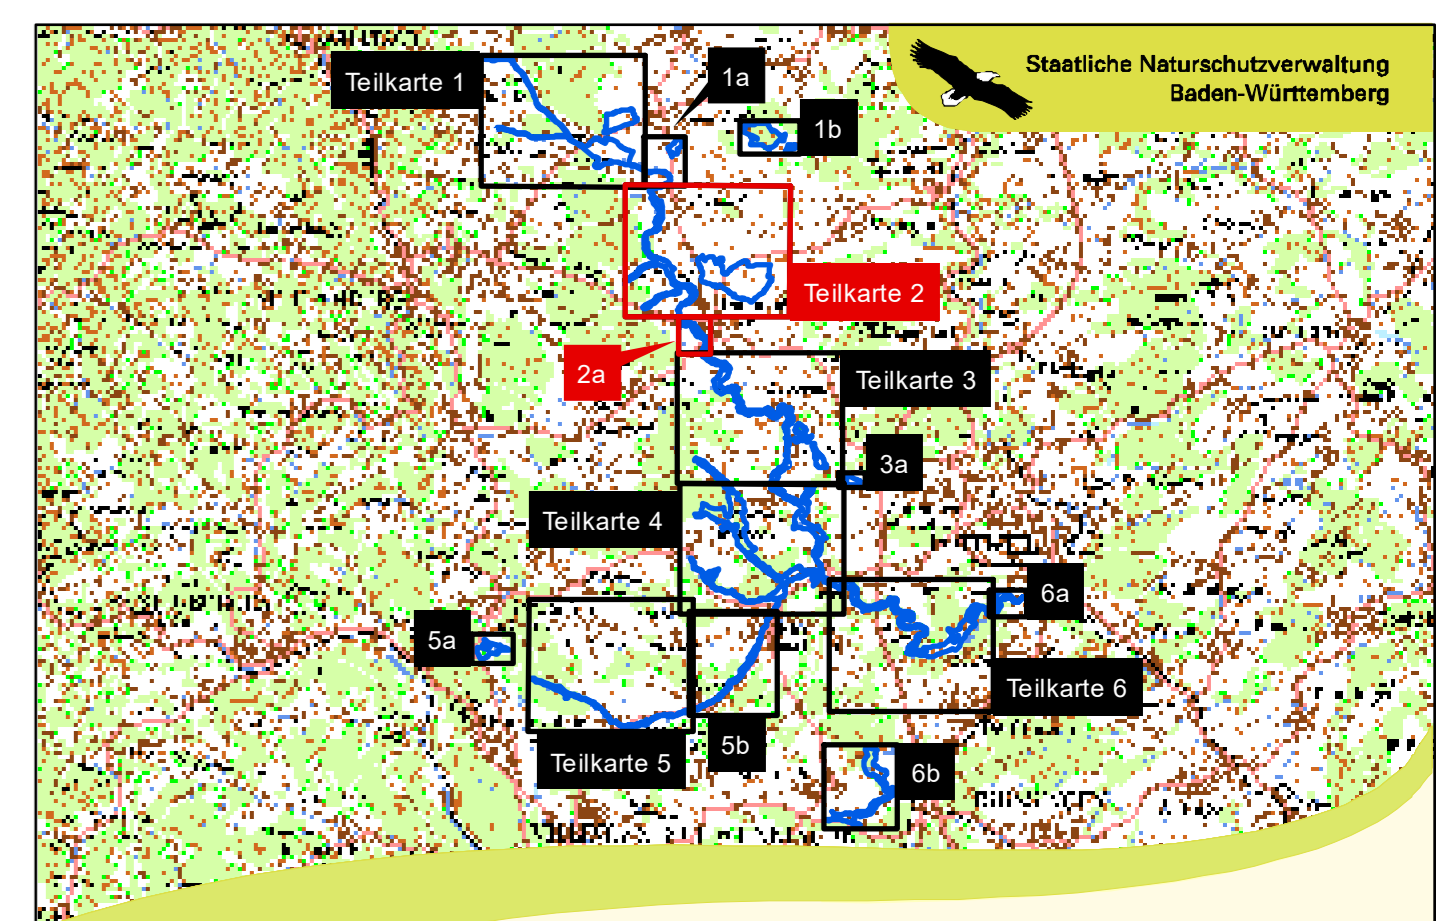 Staatliche Naturschutzverwaltung
Baden-Württemberg
Teilkarte 1
1a
1b
Teilkarte 2
2a
Teilkarte 3
3a
Teilkarte 4
6a
5a
Teilkarte 6
5b
Teilkarte 5
6b